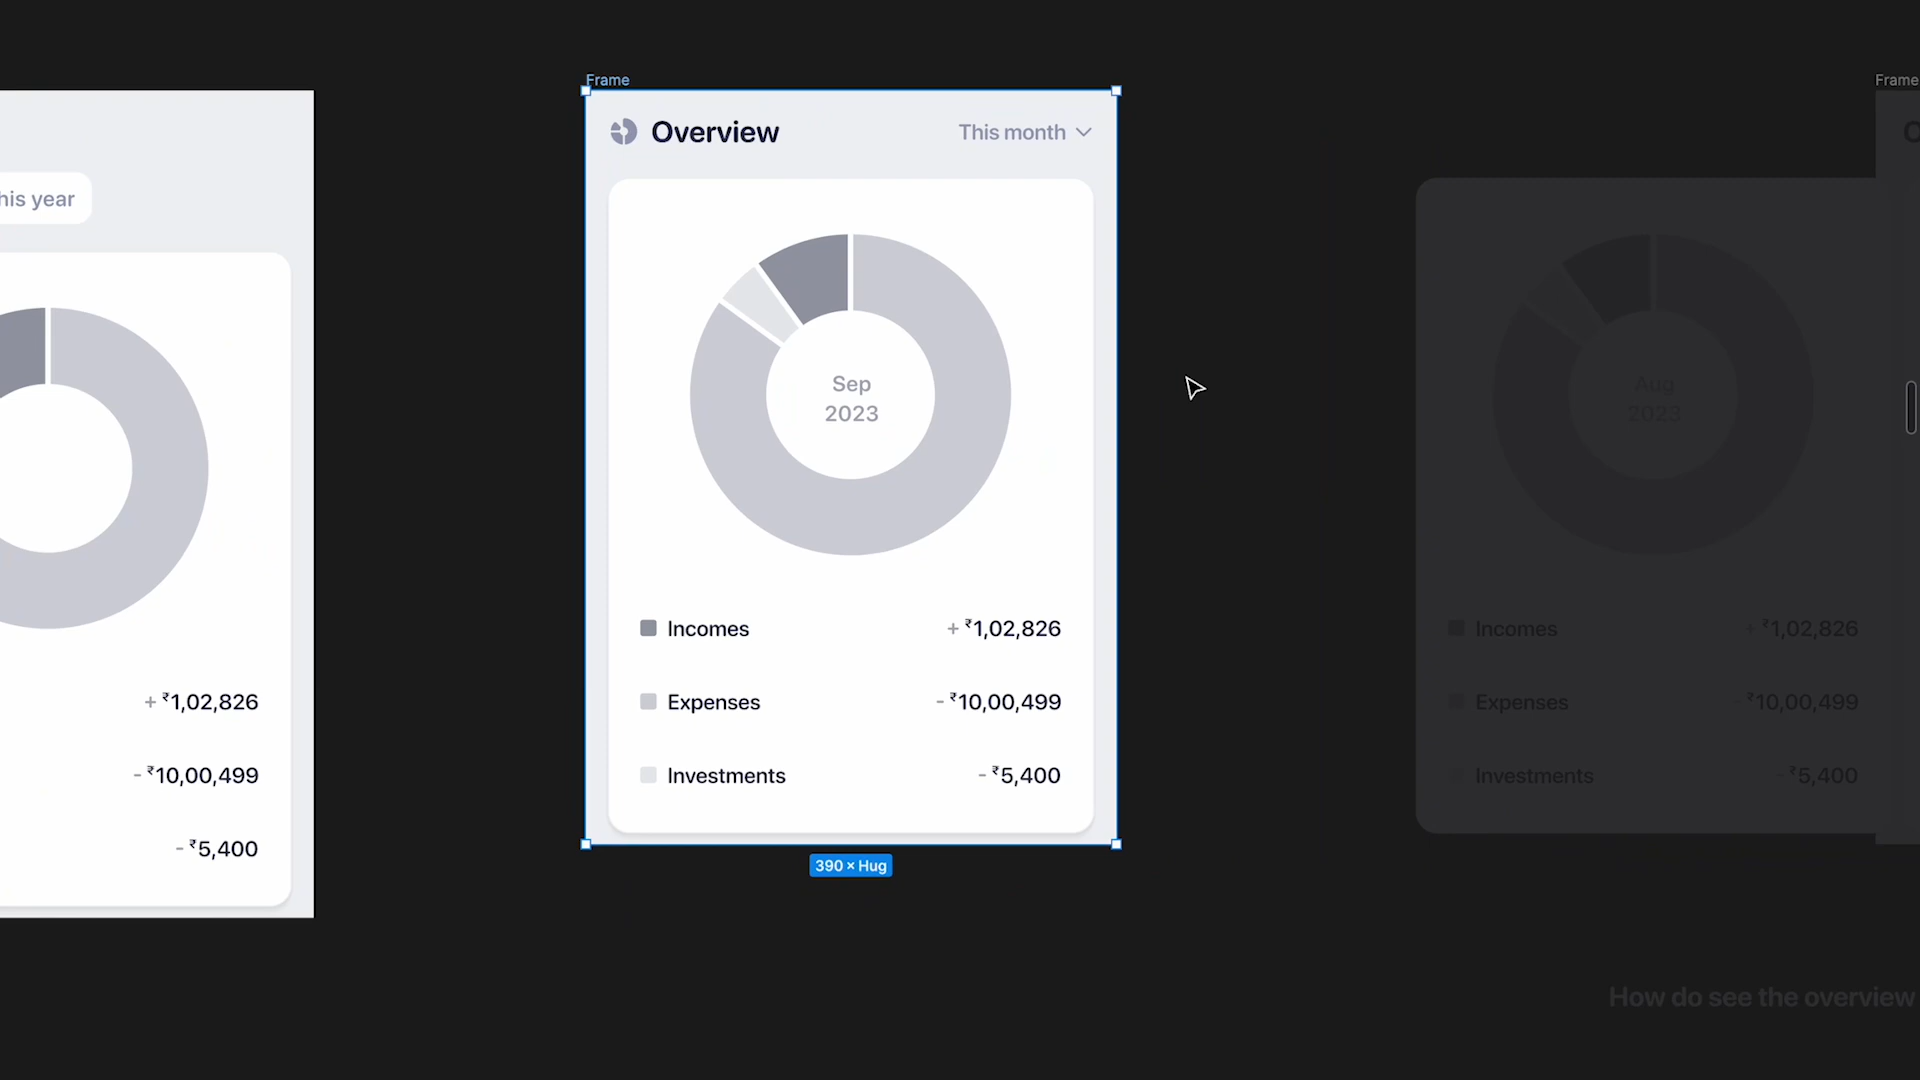 Frame
Frame
Overview
This month
his year
Sep
2023
Aug
2023
Incomes
+ ₹1,02,826
Expenses
- ₹10,00,499
Investments
- ₹5,400
+ ₹1,02,826
- ₹10,00,499
- ₹5,400
Incomes
+ ₹1,02,826
Expenses
- ₹10,00,499
Investments
- ₹5,400
390 × Hug
How do see the overview